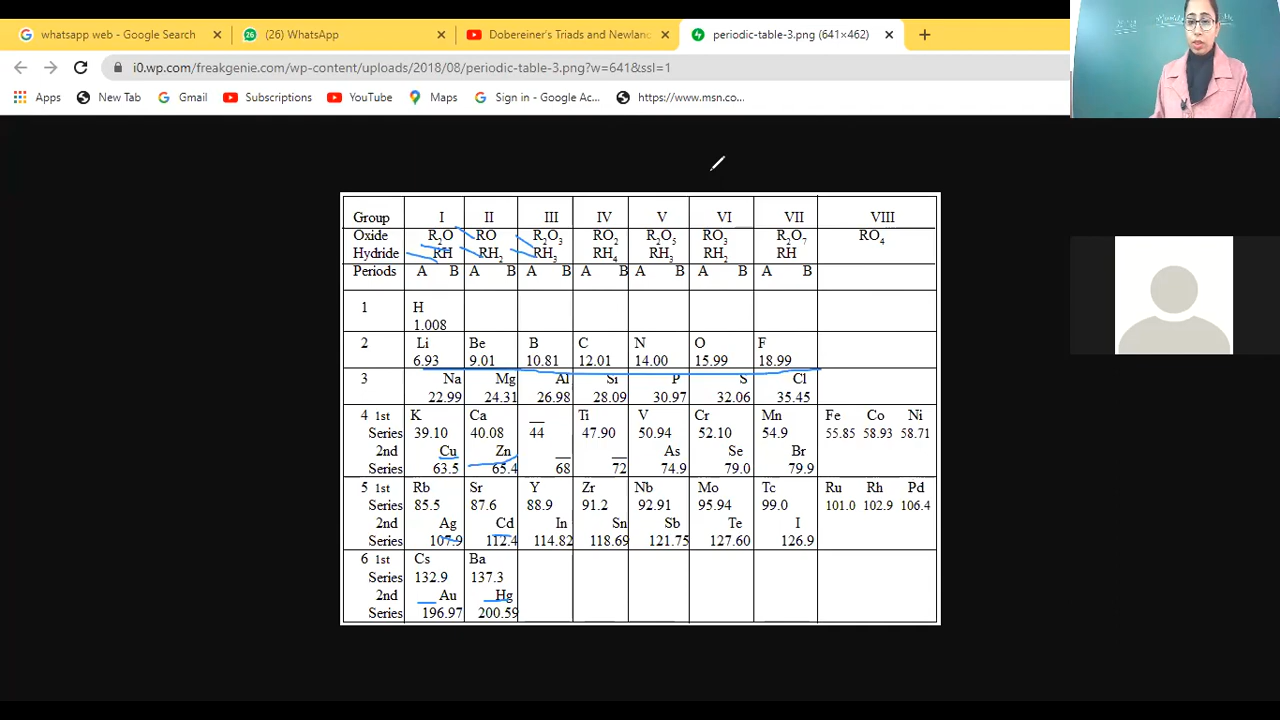 whatsapp web - Google Search
(26) WhatsApp
Dobereiner's Triads and Newlan
periodic-table-3.png (641×462)
i0.wp.com/freakgenie.com/wp-content/uploads/2018/08/periodic-table-3.png?w=641&ssl=1
Apps New Tab Gmail Subscriptions YouTube Maps Sign in - Google Ac... https://www.msn.co...
Group I II III IV V VI VII VIII
Oxide R2O RO R2O3 RO2 R2O5 RO3 R2O7 RO4
Hydride RH RH2 RH3 RH4 RH3 RH2 RH
Periods A B A B A B A B A B A B A B
1 H
1.008
2 Li Be B C N O F
6.93 9.01 10.81 12.01 14.00 15.99 18.99
3 Na Mg Al Si P S Cl
22.99 24.31 26.98 28.09 30.97 32.06 35.45
4 1st K Ca __ Ti V Cr Mn Fe Co Ni
Series 39.10 40.08 44 47.90 50.94 52.10 54.9 55.85 58.93 58.71
2nd Cu Zn __ __ As Se Br
Series 63.5 65.4 68 72 74.9 79.0 79.9
5 1st Rb Sr Y Zr Nb Mo Tc Ru Rh Pd
Series 85.5 87.6 88.9 91.2 92.91 95.94 99.0 101.0 102.9 106.4
2nd Ag Cd In Sn Sb Te I
Series 107.9 112.4 114.82 118.69 121.75 127.60 126.9
6 1st Cs Ba
Series 132.9 137.3
2nd Au Hg
Series 196.97 200.59